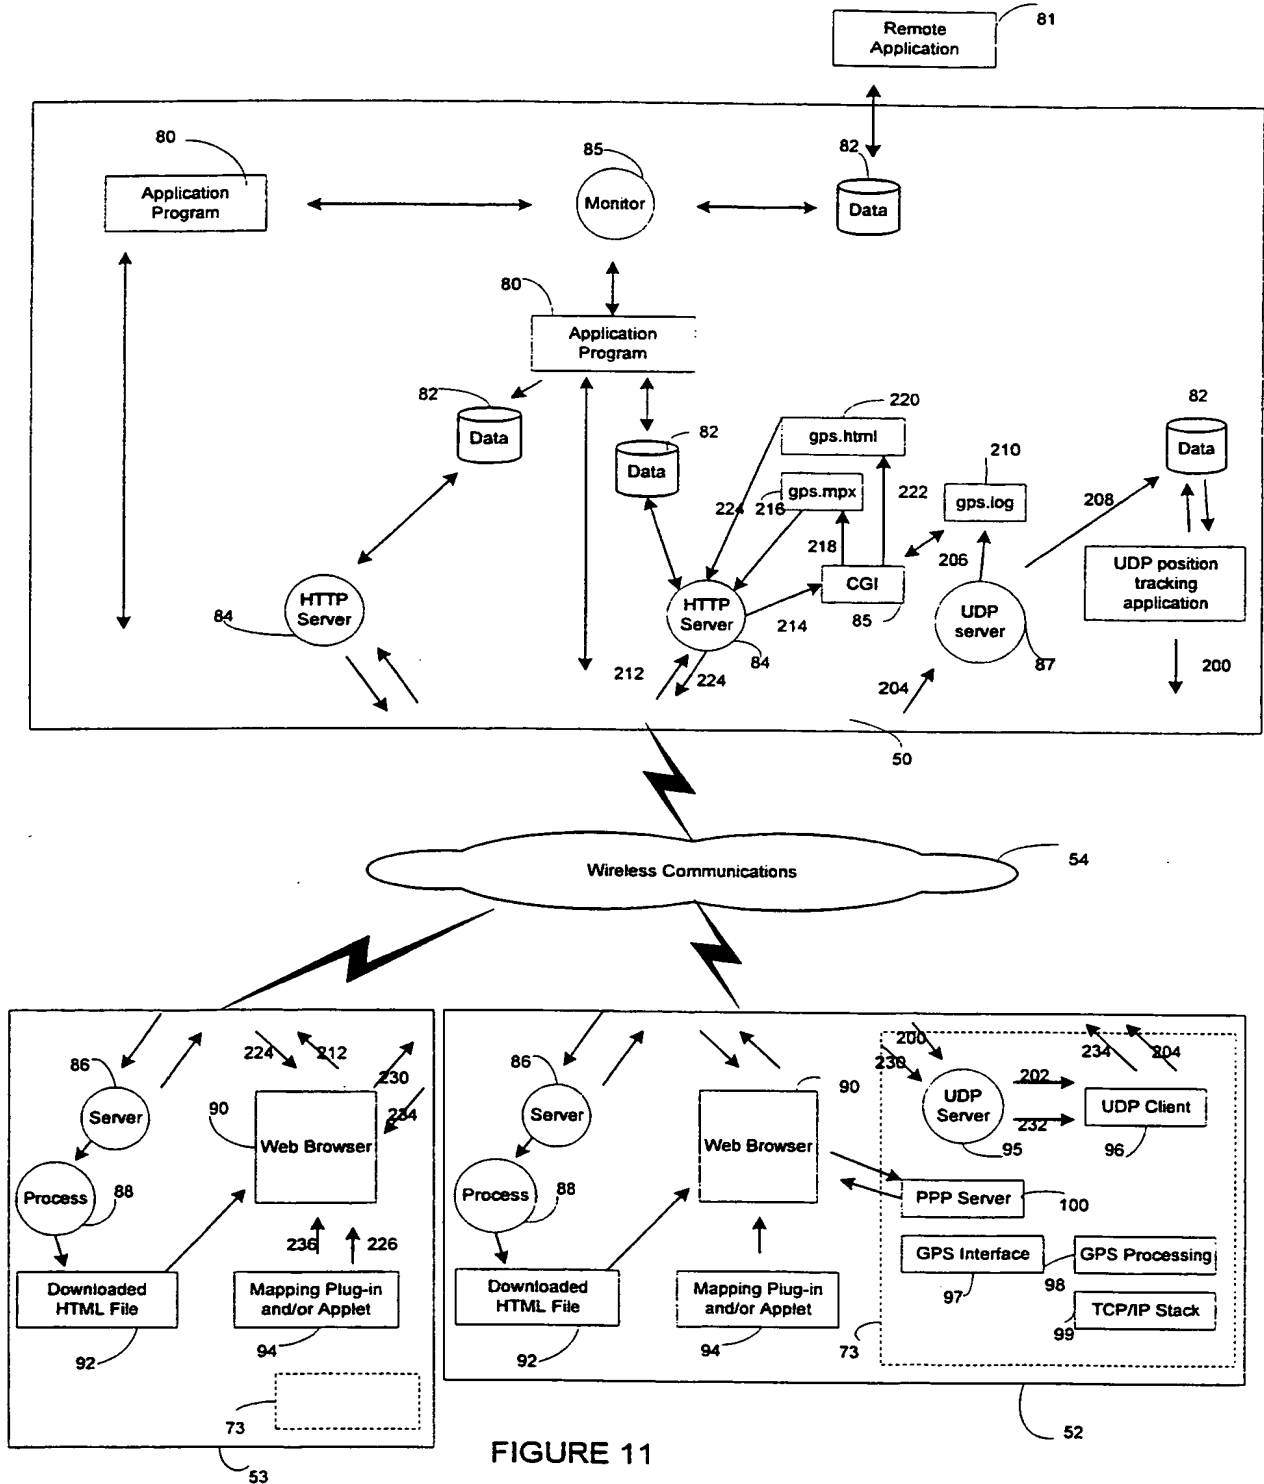 Remote
Application
81
80
Application
Program
85
Monitor
82
Data
80
Application
Program
82
Data
82
Data
220
gps.html
216
gps.mpx
224
222
218
210
gps.log
206
208
82
Data
UDP position
tracking
application
200
84
HTTP
Server
HTTP
Server
84
214
CGI
85
UDP
server
87
212
224
204
50
Wireless Communications
54
86
Server
88
Process
Downloaded
HTML File
92
224
212
230
234
90
Web Browser
236
226
Mapping Plug-in
and/or Applet
94
73
53
86
Server
88
Process
Downloaded
HTML File
92
90
Web Browser
Mapping Plug-in
and/or Applet
94
200
230
UDP
Server
95
202
232
234
204
UDP Client
96
PPP Server
100
GPS Interface
97
GPS Processing
98
TCP/IP Stack
99
73
52
FIGURE 11